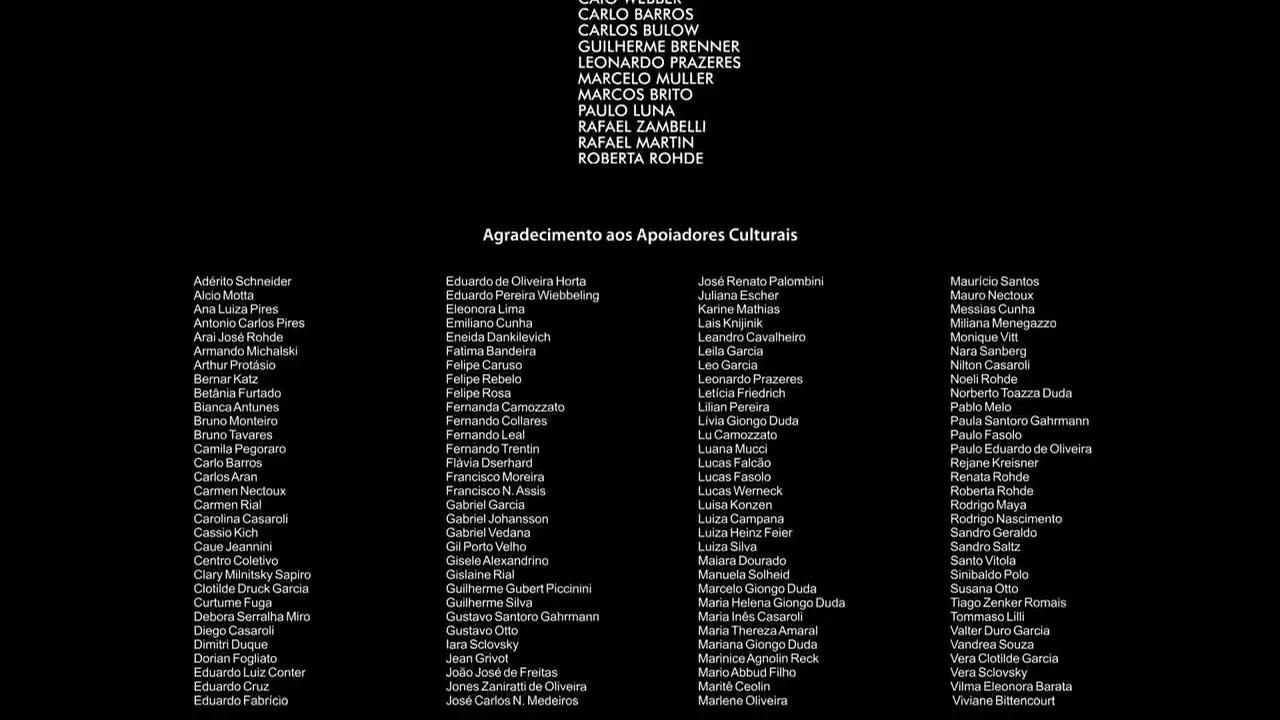 CAIO WEBBER
CARLO BARROS
CARLOS BULOW
GUILHERME BRENNER
LEONARDO PRAZERES
MARCELO MULLER
MARCOS BRITO
PAULO LUNA
RAFAEL ZAMBELLI
RAFAEL MARTIN
ROBERTA ROHDE
Agradecimento aos Apoiadores Culturais
Adérito Schneider
Alcio Motta
Ana Luiza Pires
Antonio Carlos Pires
Arai José Rohde
Armando Michalski
Arthur Protásio
Bernar Katz
Betânia Furtado
Bianca Antunes
Bruno Monteiro
Bruno Tavares
Camila Pegoraro
Carlo Barros
Carlos Aran
Carmen Nectoux
Carmen Rial
Carolina Casaroli
Cassio Kich
Caue Jeannini
Centro Coletivo
Clary Milnitsky Sapiro
Clotilde Druck Garcia
Curtume Fuga
Debora Serralha Miro
Diego Casaroli
Dimitri Duque
Dorian Fogliato
Eduardo Luiz Conter
Eduardo Cruz
Eduardo Fabrício
Eduardo de Oliveira Horta
Eduardo Pereira Wiebbeling
Eleonora Lima
Emiliano Cunha
Eneida Dankilevich
Fatima Bandeira
Felipe Caruso
Felipe Rebelo
Felipe Rosa
Fernanda Camozzato
Fernando Collares
Fernando Leal
Fernando Trentin
Flávia Dserhard
Francisco Moreira
Francisco N. Assis
Gabriel Garcia
Gabriel Johansson
Gabriel Vedana
Gil Porto Velho
Gisele Alexandrino
Gislaine Rial
Guilherme Gubert Piccinini
Guilherme Silva
Gustavo Santoro Gahrmann
Gustavo Otto
Iara Sclovsky
Jean Grivot
João José de Freitas
Jones Zaniratti de Oliveira
José Carlos N. Medeiros
José Renato Palombini
Juliana Escher
Karine Mathias
Lais Knijinik
Leandro Cavalheiro
Leila Garcia
Leo Garcia
Leonardo Prazeres
Letícia Friedrich
Lilian Pereira
Lívia Giongo Duda
Lu Camozzato
Luana Mucci
Lucas Falcão
Lucas Fasolo
Lucas Werneck
Luisa Konzen
Luiza Campana
Luiza Heinz Feier
Luiza Silva
Maiara Dourado
Manuela Solheid
Marcelo Giongo Duda
Maria Helena Giongo Duda
Maria Inês Casaroli
Maria Thereza Amaral
Mariana Giongo Duda
Marinice Agnolin Reck
Mario Abbud Filho
Maritê Ceolin
Marlene Oliveira
Maurício Santos
Mauro Nectoux
Messias Cunha
Miliana Menegazzo
Monique Vitt
Nara Sanberg
Nilton Casaroli
Noeli Rohde
Norberto Toazza Duda
Pablo Melo
Paula Santoro Gahrmann
Paulo Fasolo
Paulo Eduardo de Oliveira
Rejane Kreisner
Renata Rohde
Roberta Rohde
Rodrigo Maya
Rodrigo Nascimento
Sandro Geraldo
Sandro Saltz
Santo Vitola
Sinibaldo Polo
Susana Otto
Tiago Zenker Romais
Tommaso Lilli
Valter Duro Garcia
Vandrea Souza
Vera Clotilde Garcia
Vera Sclovsky
Vilma Eleonora Barata
Viviane Bittencourt